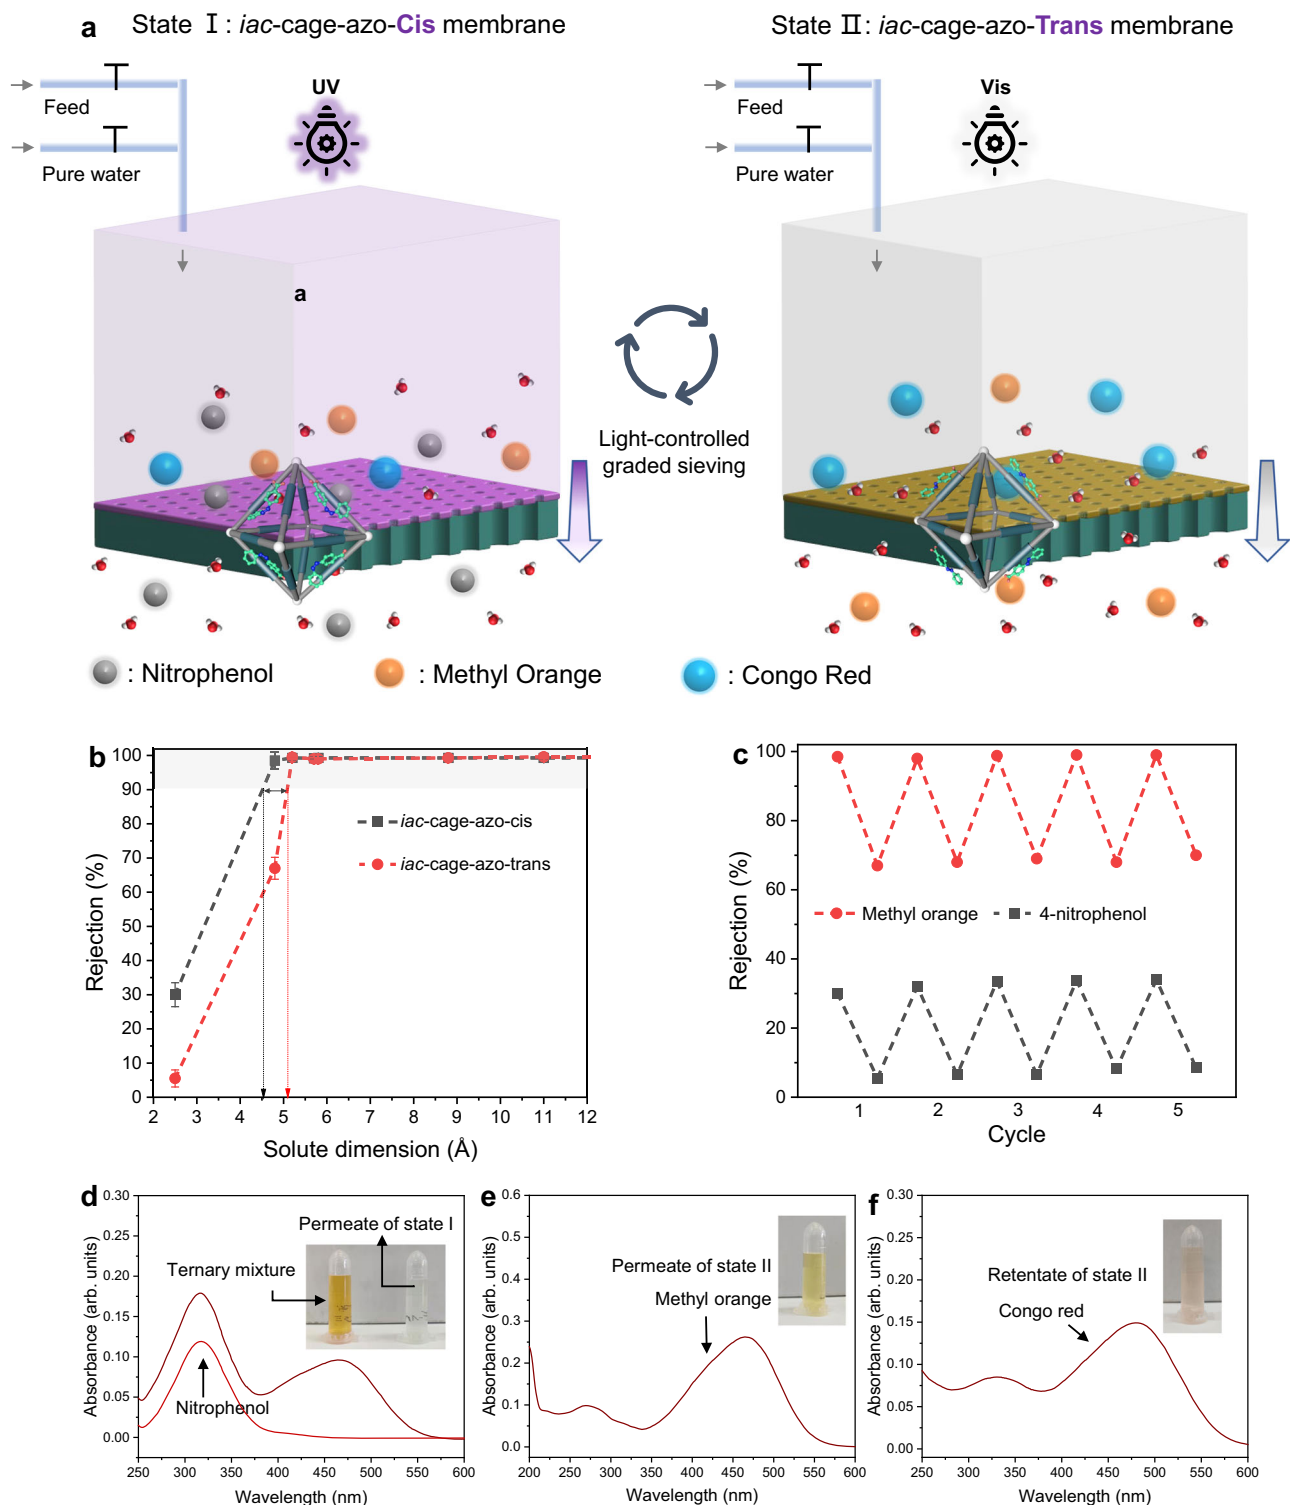 a
State Ⅰ: iac-cage-azo-Cis membrane
State Ⅱ: iac-cage-azo-Trans membrane
UV
Vis
Feed
Pure water
Feed
Pure water
a
Light-controlled
graded sieving
: Nitrophenol
: Methyl Orange
: Congo Red
b
100
90
80
70
60
50
40
30
20
10
0
2 3 4 5 6 7 8 9 10 11 12
Rejection (%)
Solute dimension (Å)
iac-cage-azo-cis
iac-cage-azo-trans
c
100
80
60
40
20
0
1 2 3 4 5
Rejection (%)
Cycle
Methyl orange
4-nitrophenol
d
0.30
0.25
0.20
0.15
0.10
0.05
0.00
250 300 350 400 450 500 550 600
Absorbance (arb. units)
Wavelength (nm)
Permeate of state I
Ternary mixture
Nitrophenol
e
0.6
0.5
0.4
0.3
0.2
0.1
0.0
200 250 300 350 400 450 500 550 600
Absorbance (arb. units)
Wavelength (nm)
Permeate of state II
Methyl orange
f
0.30
0.25
0.20
0.15
0.10
0.05
0.00
250 300 350 400 450 500 550 600
Absorbance (arb. units)
Wavelength (nm)
Retentate of state II
Congo red